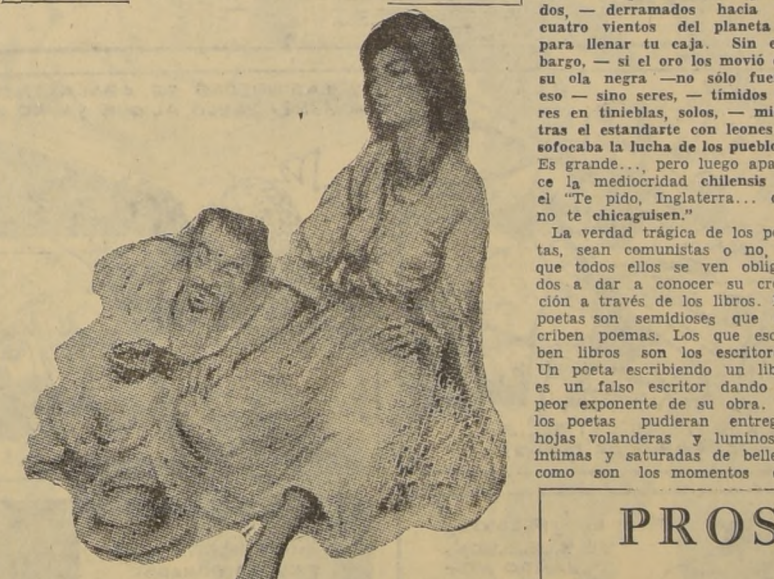 dos, — derramados hacia
cuatro vientos del planeta
para llenar tu caja. Sin
bargo, — si el oro los movió
su ola negra —no sólo fue
eso — sino seres, — tímidos
res en tinieblas, solos, — mi
tras el estandarte con leones
sofocaba la lucha de los pueble
Es grande..., pero luego apa
ce la mediocridad chilensis
el "Te pido, Inglaterra...
no te chicaguisen."
La verdad trágica de los po
tas, sean comunistas o no,
que todos ellos se ven oblig
dos a dar a conocer su cre
ción a través de los libros.
poetas son semidioses que
criben poemas. Los que esc
ben libros son los escritor
Un poeta escribiendo un lib
es un falso escritor dando
peor exponente de su obra.
los poetas pudieran entreg
hojas volanderas y luminos
íntimas y saturadas de belle
como son los momentos
PROS